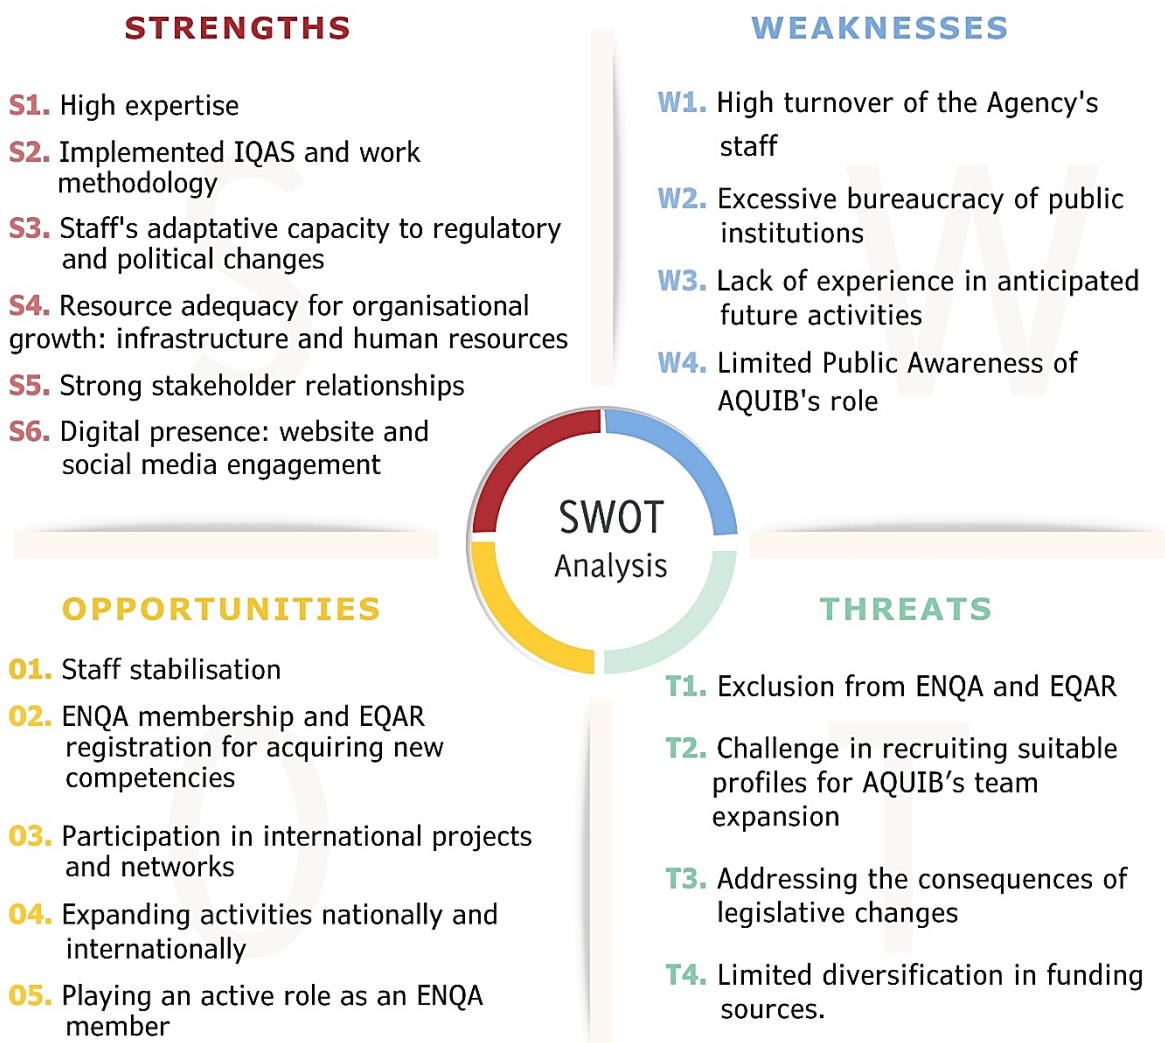 STRENGTHS
S1. High expertise
S2. Implemented IQAS and work
methodology
S3. Staff's adaptative capacity to regulatory
and political changes
S4. Resource adequacy for organisational
growth: infrastructure and human resources
S5. Strong stakeholder relationships
S6. Digital presence: website and
social media engagement
WEAKNESSES
W1. High turnover of the Agency's
staff
W2. Excessive bureaucracy of public
institutions
W3. Lack of experience in anticipated
future activities
W4. Limited Public Awareness of
AQUIB's role
SWOT
Analysis
OPPORTUNITIES
O1. Staff stabilisation
O2. ENQA membership and EQAR
registration for acquiring new
competencies
O3. Participation in international projects
and networks
O4. Expanding activities nationally and
internationally
O5. Playing an active role as an ENQA
member
THREATS
T1. Exclusion from ENQA and EQAR
T2. Challenge in recruiting suitable
profiles for AQUIB’s team
expansion
T3. Addressing the consequences of
legislative changes
T4. Limited diversification in funding
sources.
S
W
O
T